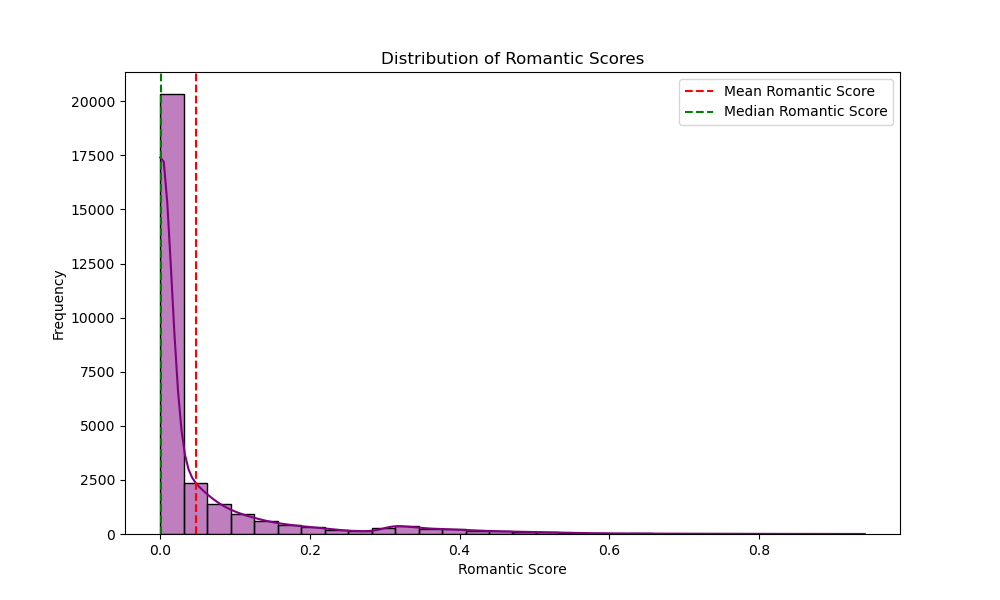 Distribution of Romantic Scores
Mean Romantic Score
Median Romantic Score
20000
17500
15000
12500
10000
7500
5000
2500
0
Frequency
0.0 0.2 0.4 0.6 0.8
Romantic Score